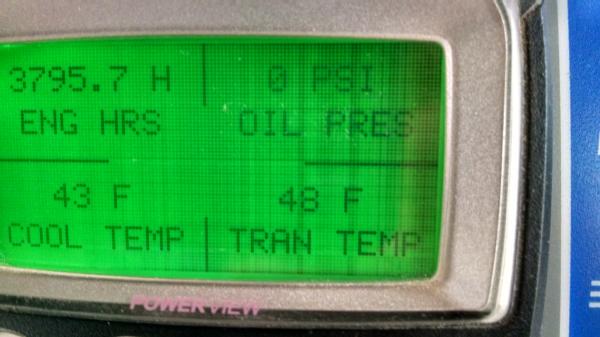 3795.7 H 0 PSI
ENG HRS OIL PRES
43 F 48 F
COOL TEMP TRAN TEMP
POWERVIEW